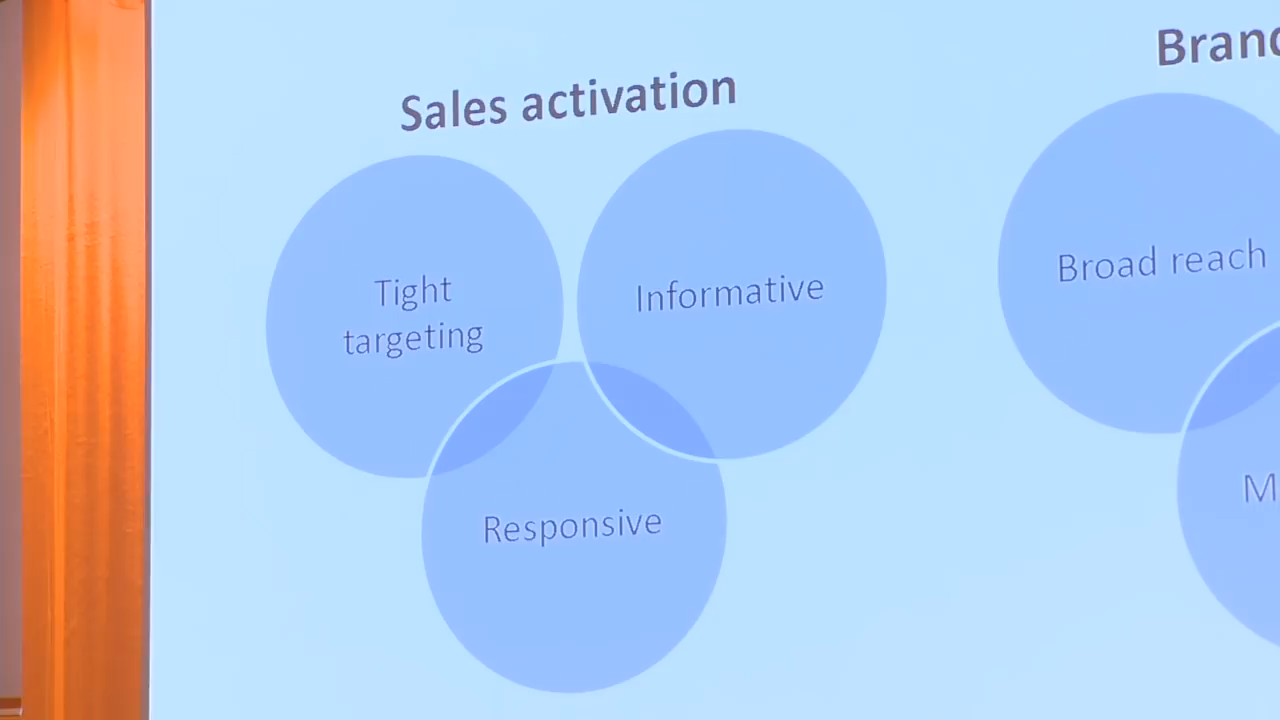 Sales activation
Tight
targeting
Informative
Responsive
Broad reach